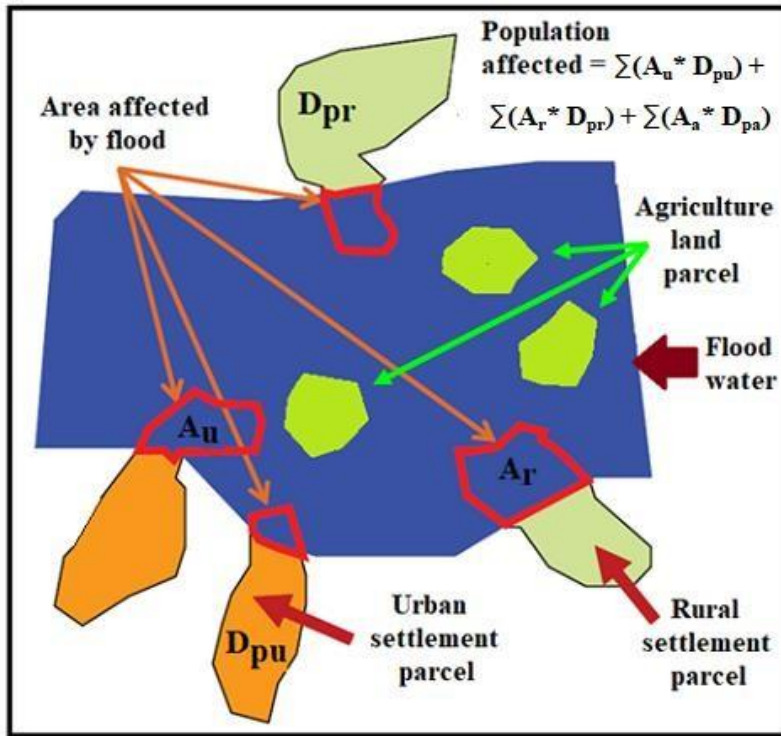 Population
affected = ∑(Au* Dpu) +
∑(Ar* Dpr) + ∑(Aa* Dpa)
Area affected
by flood
Dpr
Agriculture
land
parcel
Flood
water
Au
Ar
Dpu
Urban
settlement
parcel
Rural
settlement
parcel